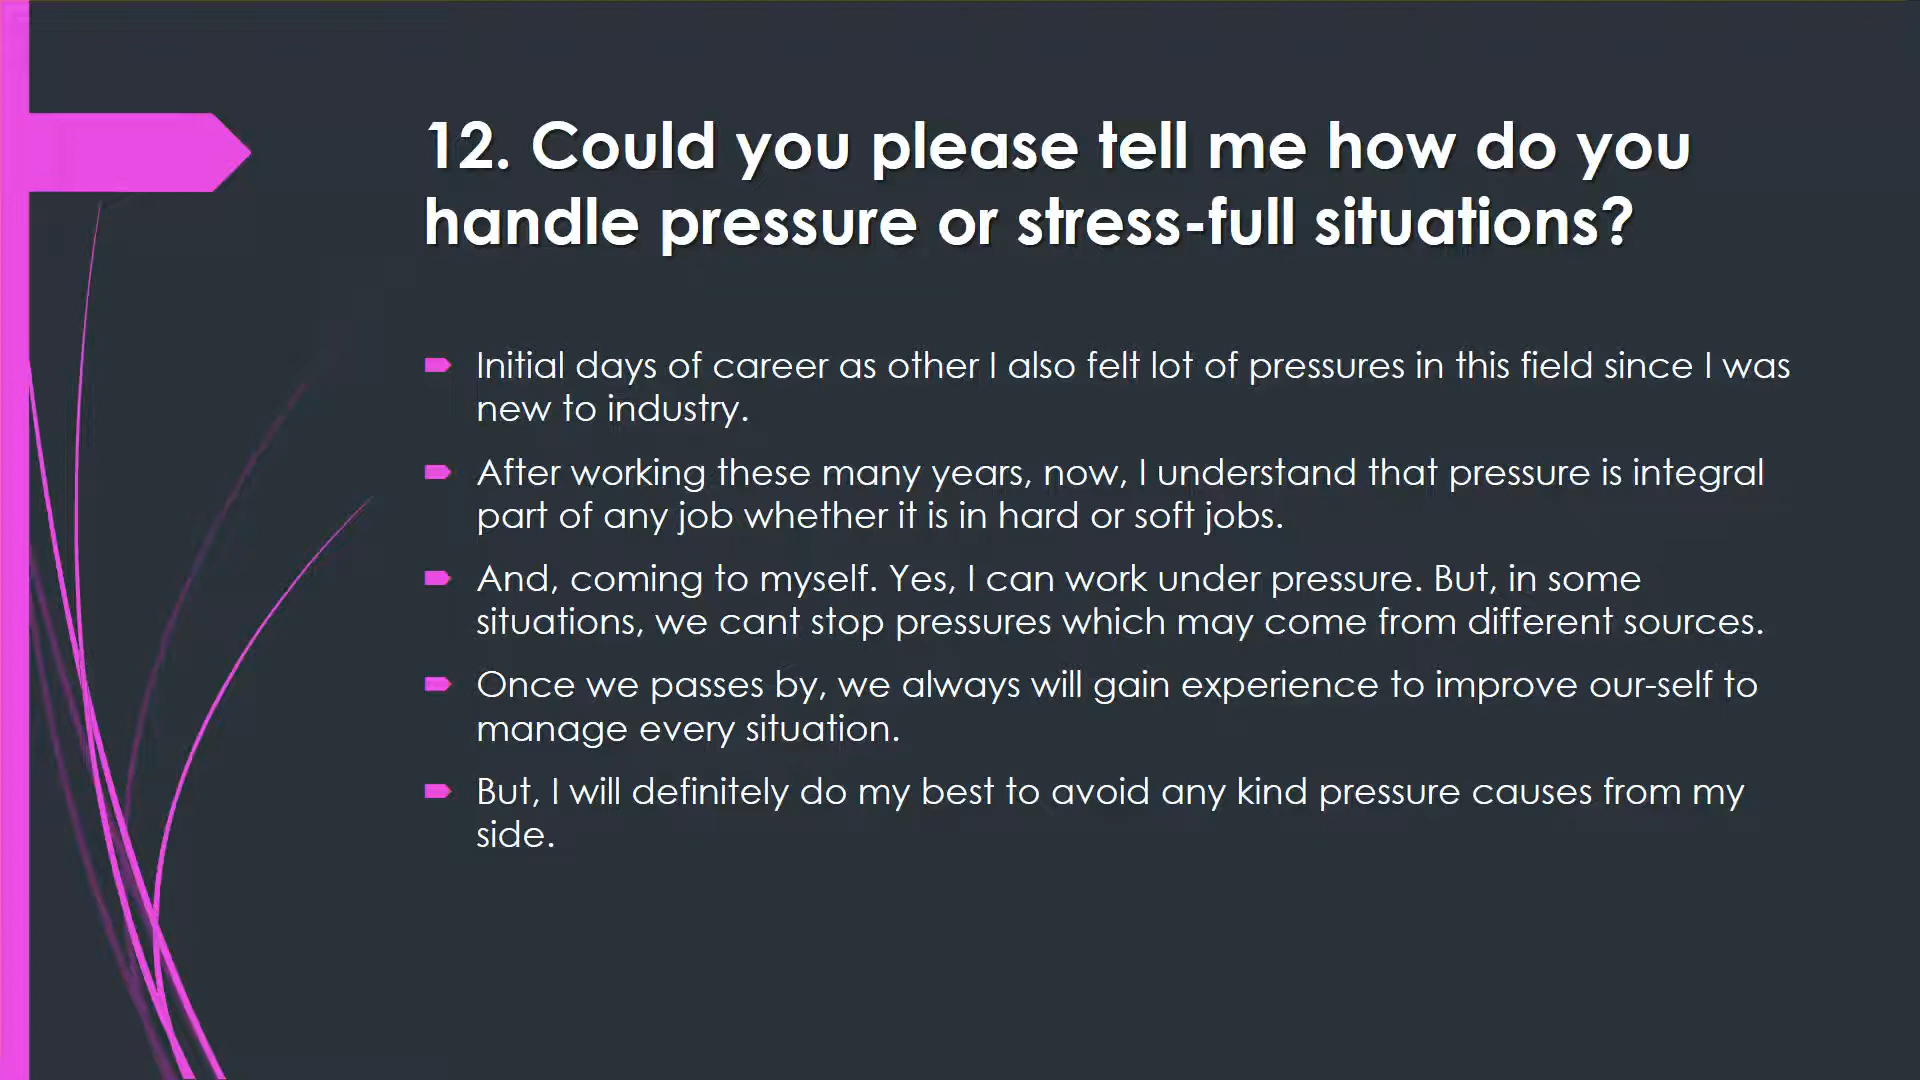 12. Could you please tell me how do you
handle pressure or stress-full situations?
Initial days of career as other I also felt lot of pressures in this field since I was
new to industry.
After working these many years, now, I understand that pressure is integral
part of any job whether it is in hard or soft jobs.
And, coming to myself. Yes, I can work under pressure. But, in some
situations, we cant stop pressures which may come from different sources.
Once we passes by, we always will gain experience to improve our-self to
manage every situation.
But, I will definitely do my best to avoid any kind pressure causes from my
side.